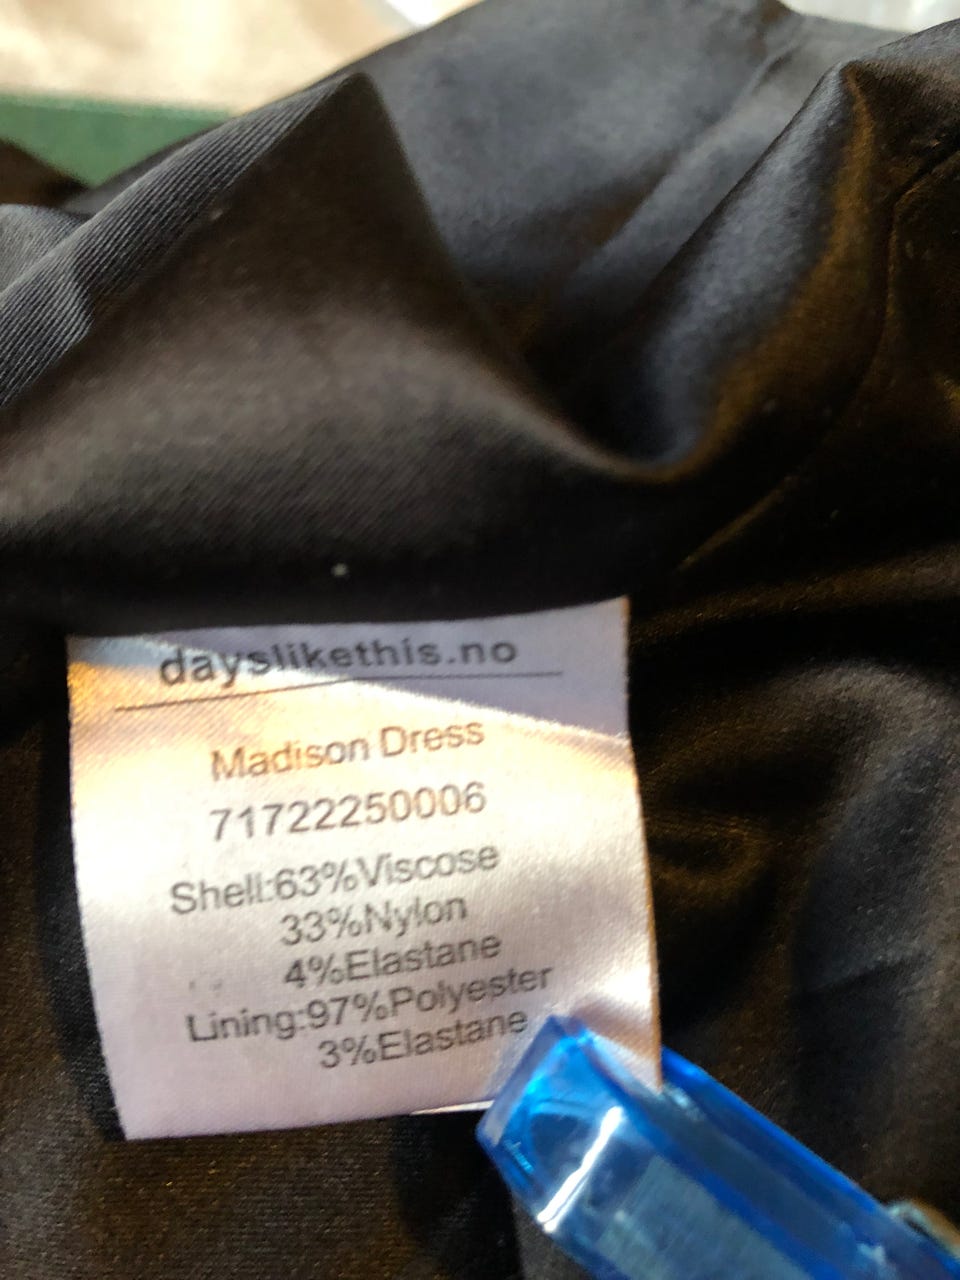 dayslikethis.no
Madison Dress
71722250006
Shell:63%Viscose
33%Nylon
4%Elastane
Lining:97%Polyester
3%Elastane